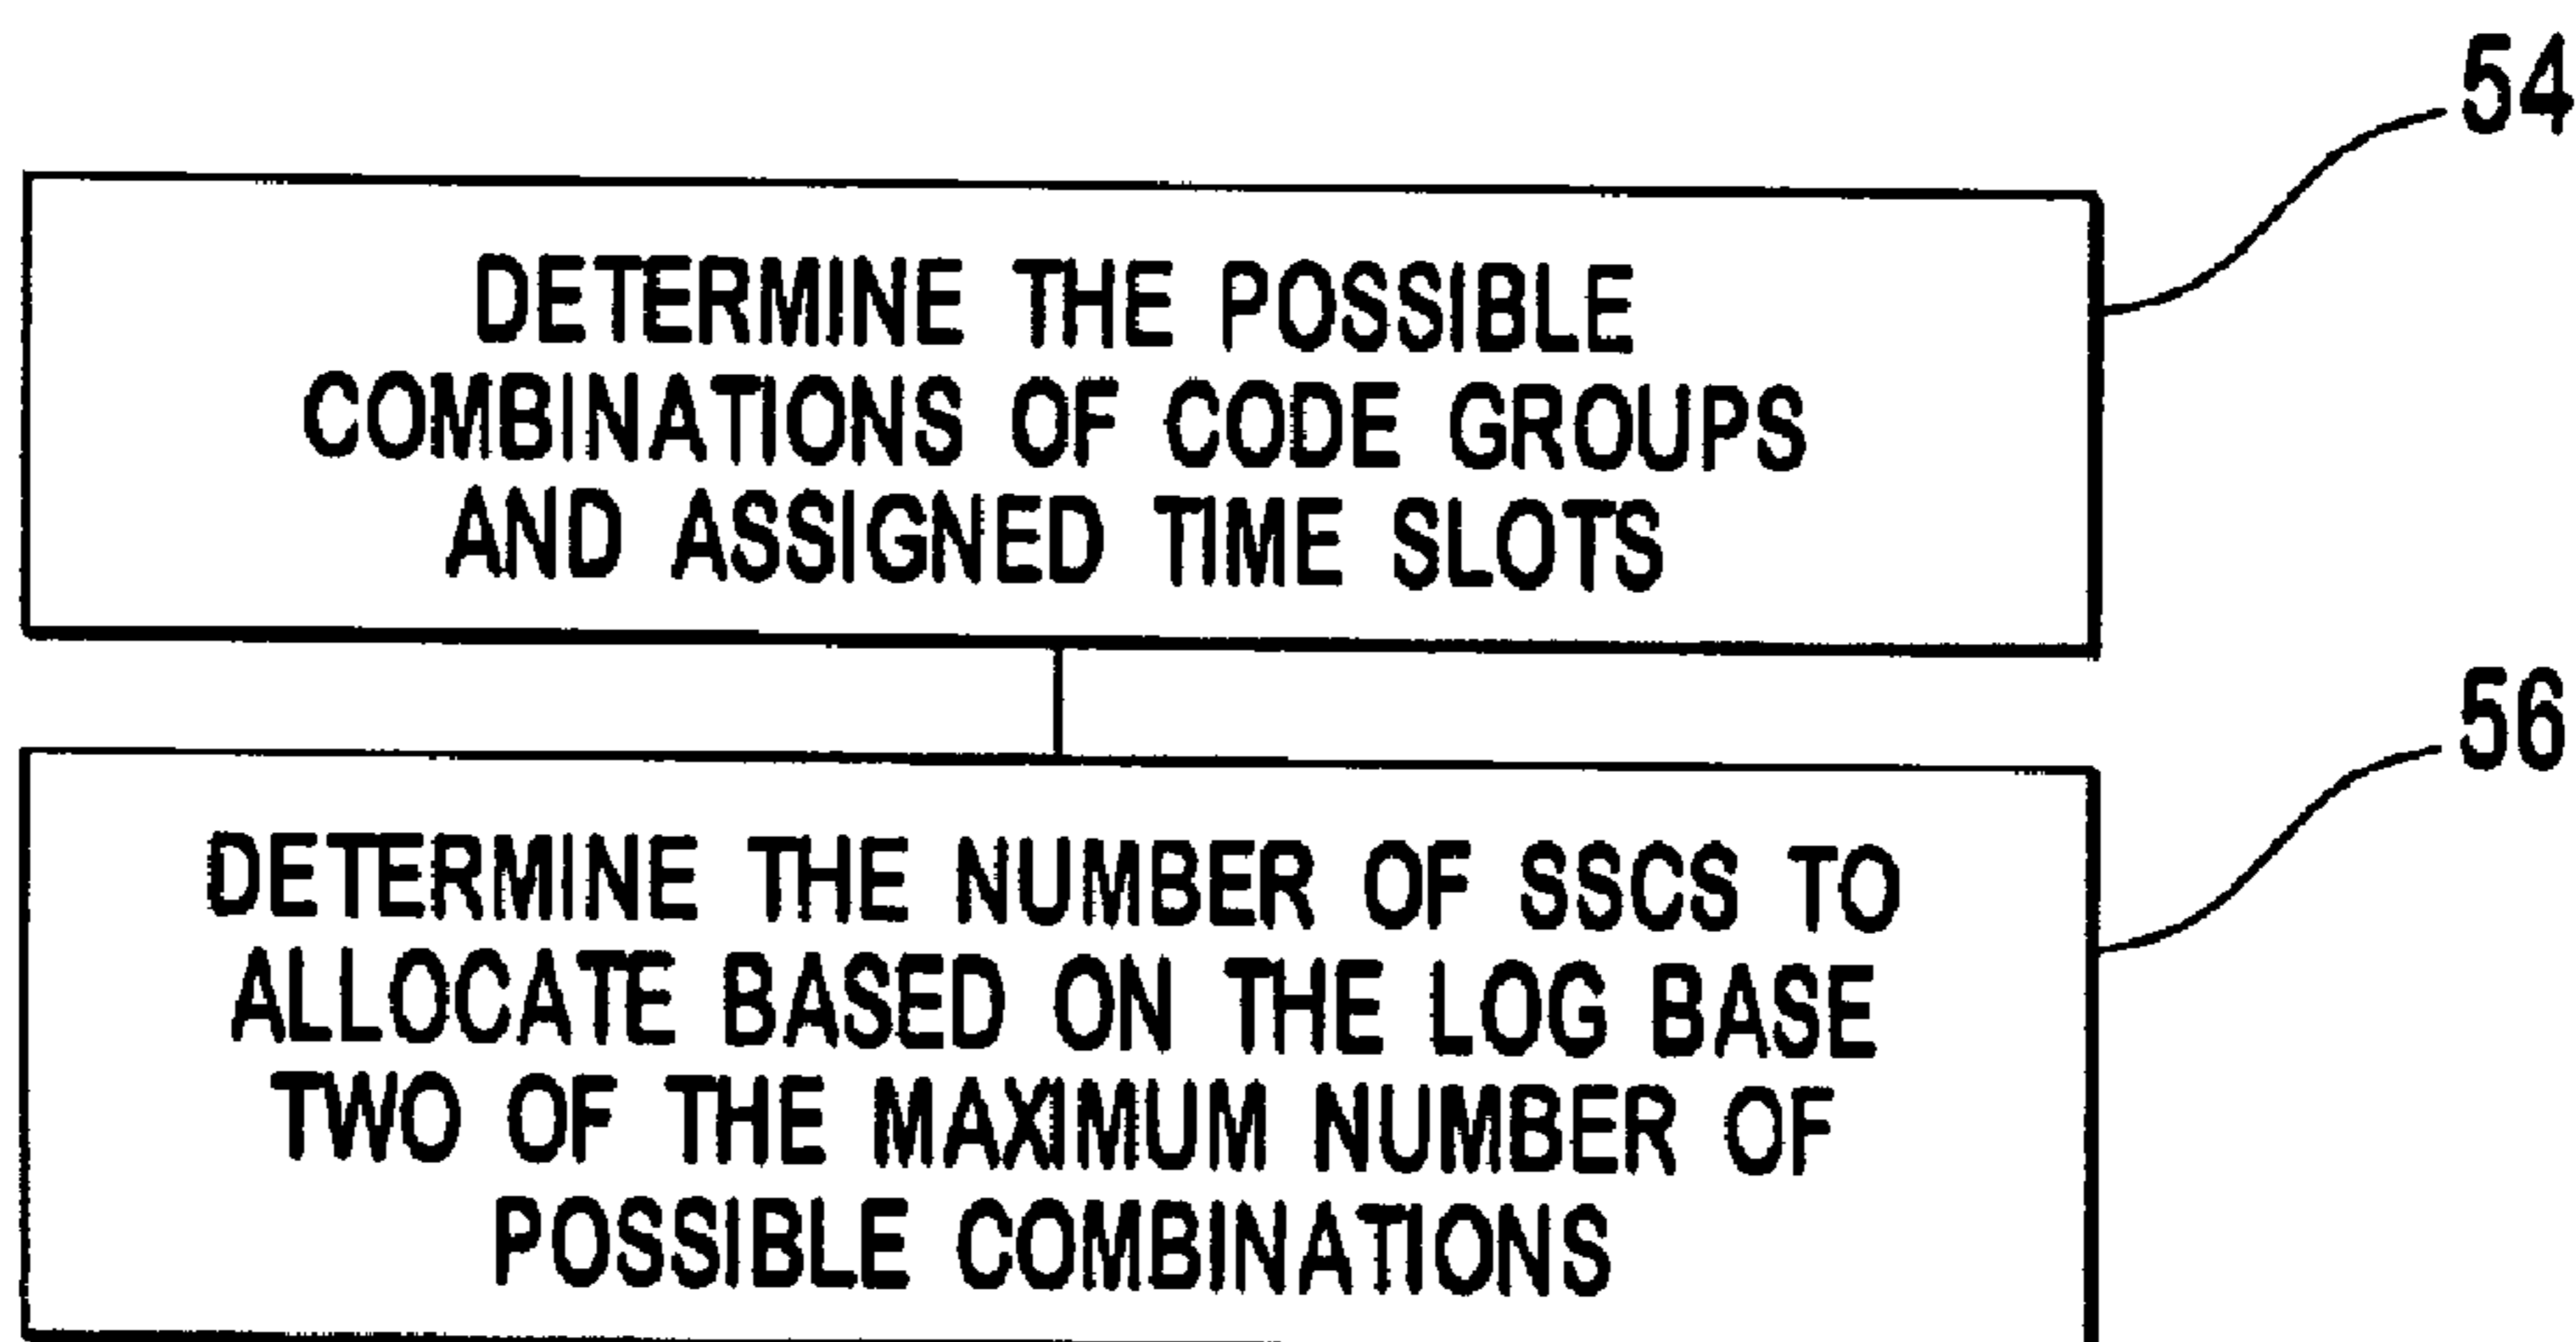 54
DETERMINE THE POSSIBLE
COMBINATIONS OF CODE GROUPS
AND ASSIGNED TIME SLOTS
56
DETERMINE THE NUMBER OF SSCS TO
ALLOCATE BASED ON THE LOG BASE
TWO OF THE MAXIMUM NUMBER OF
POSSIBLE COMBINATIONS